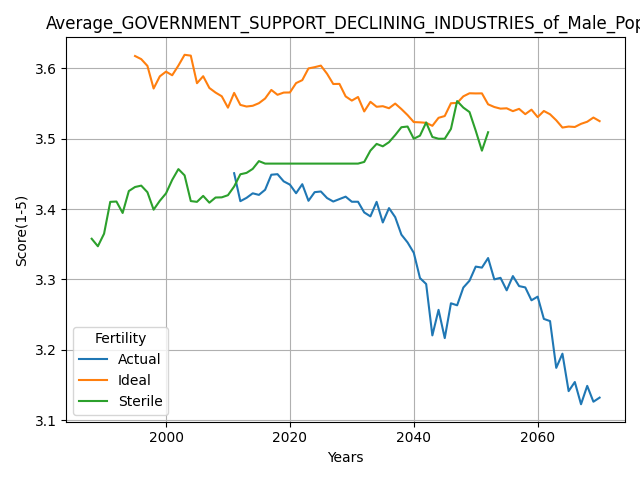 Average_GOVERNMENT_SUPPORT_DECLINING_INDUSTRIES_of_Male_Pop
3.6
3.5
3.4
3.3
3.2
3.1
Score(1-5)
Fertility
Actual
Ideal
Sterile
2000 2020 2040 2060
Years